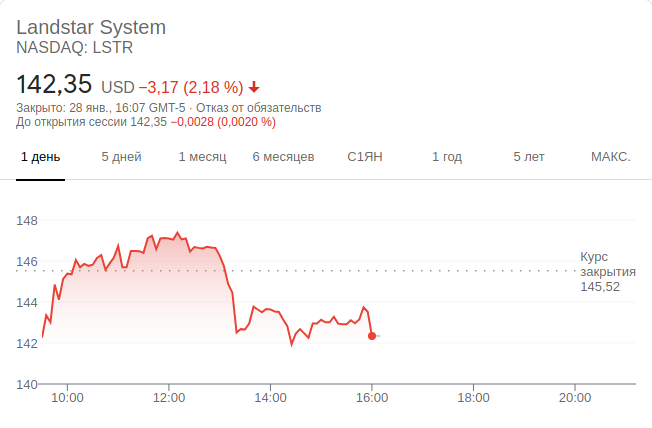 Landstar System
NASDAQ: LSTR
142,35 USD −3,17 (2,18 %)
Закрыто: 28 янв., 16:07 GMT-5 · Отказ от обязательств
До открытия сессии 142,35 −0,0028 (0,0020 %)
1 день 5 дней 1 месяц 6 месяцев С1ЯН 1 год 5 лет МАКС.
148
146
144
142
140
Курс
закрытия
145,52
10:00 12:00 14:00 16:00 18:00 20:00